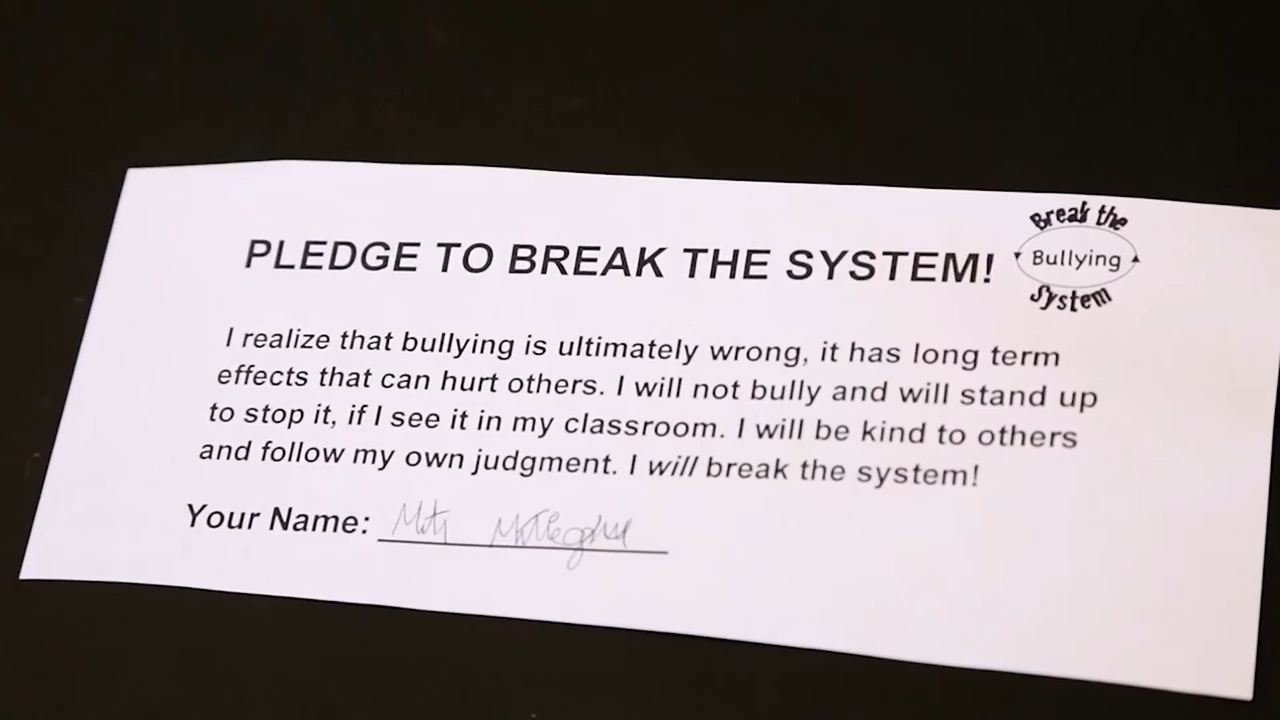 PLEDGE TO BREAK THE SYSTEM!
Break the
Bullying
System
I realize that bullying is ultimately wrong, it has long term
effects that can hurt others. I will not bully and will stand up
to stop it, if I see it in my classroom. I will be kind to others
and follow my own judgment. I will break the system!
Your Name: